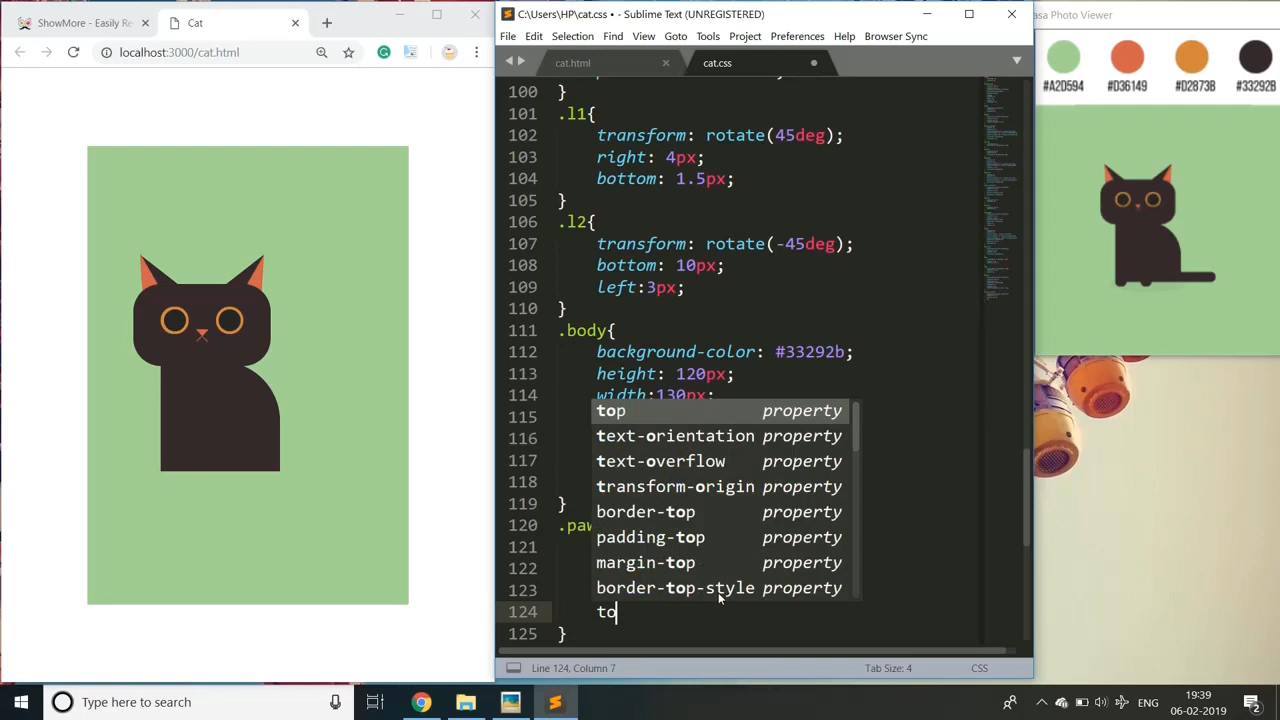 ShowMore - Easily Re
Cat
localhost:3000/cat.html
C:\Users\HP\cat.css • - Sublime Text (UNREGISTERED)
File Edit Selection Find View Goto Tools Project Preferences Help Browser Sync
cat.html
cat.css
100 }
101 .l1{
102 transform: rotate(45deg);
103 right: 4px;
104 bottom: 1.5px;
105 }
106 .l2{
107 transform: rotate(-45deg);
108 bottom: 10px;
109 left:3px;
110 }
111 .body{
112 background-color: #33292b;
113 height: 120px;
114 width:130px;
115
116
117
118
119 }
120 .paw
121
122
123
124 to
125 }
top property
text-orientation property
text-overflow property
transform-origin property
border-top property
padding-top property
margin-top property
border-top-style property
Line 124, Column 7
Tab Size: 4
CSS
asa Photo Viewer
#A2D594 #D36149 #D2873B #33292B
Type here to search
ENG
19:39
06-02-2019
2